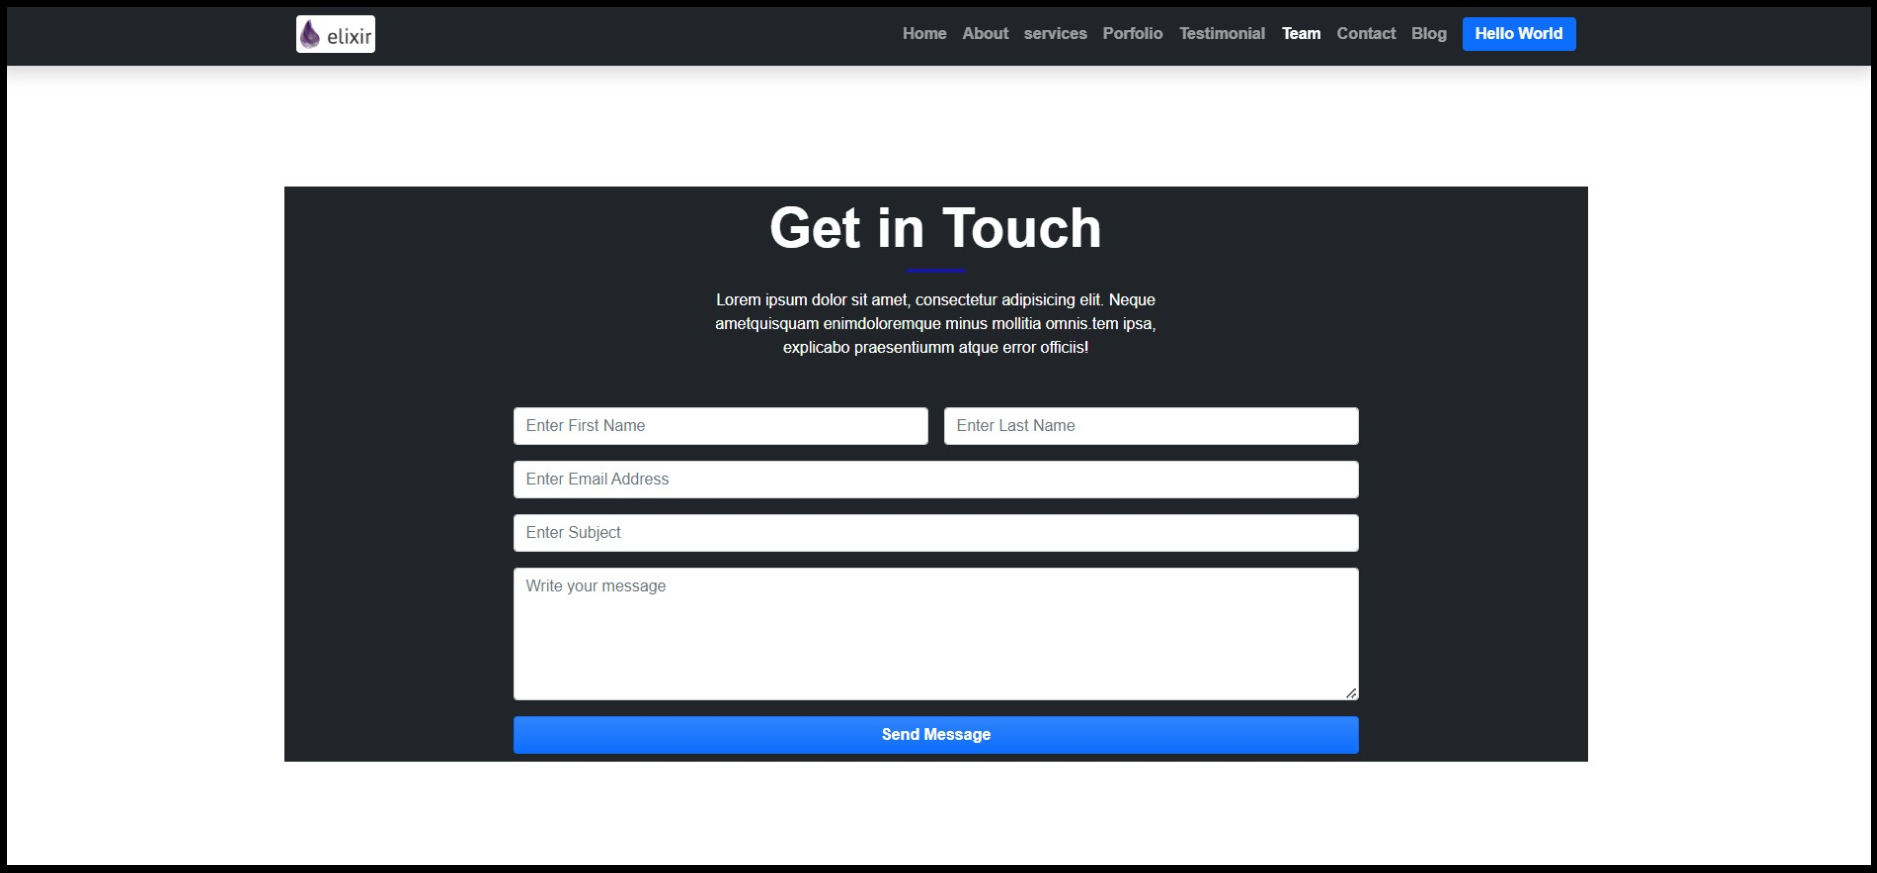 elixir
Home About services Porfolio Testimonial Team Contact Blog Hello World
Get in Touch
Lorem ipsum dolor sit amet, consectetur adipisicing elit. Neque
ametquisquam enimdoloremque minus mollitia omnis.tem ipsa,
explicabo praesentiumm atque error officiis!
Enter First Name Enter Last Name
Enter Email Address
Enter Subject
Write your message
Send Message